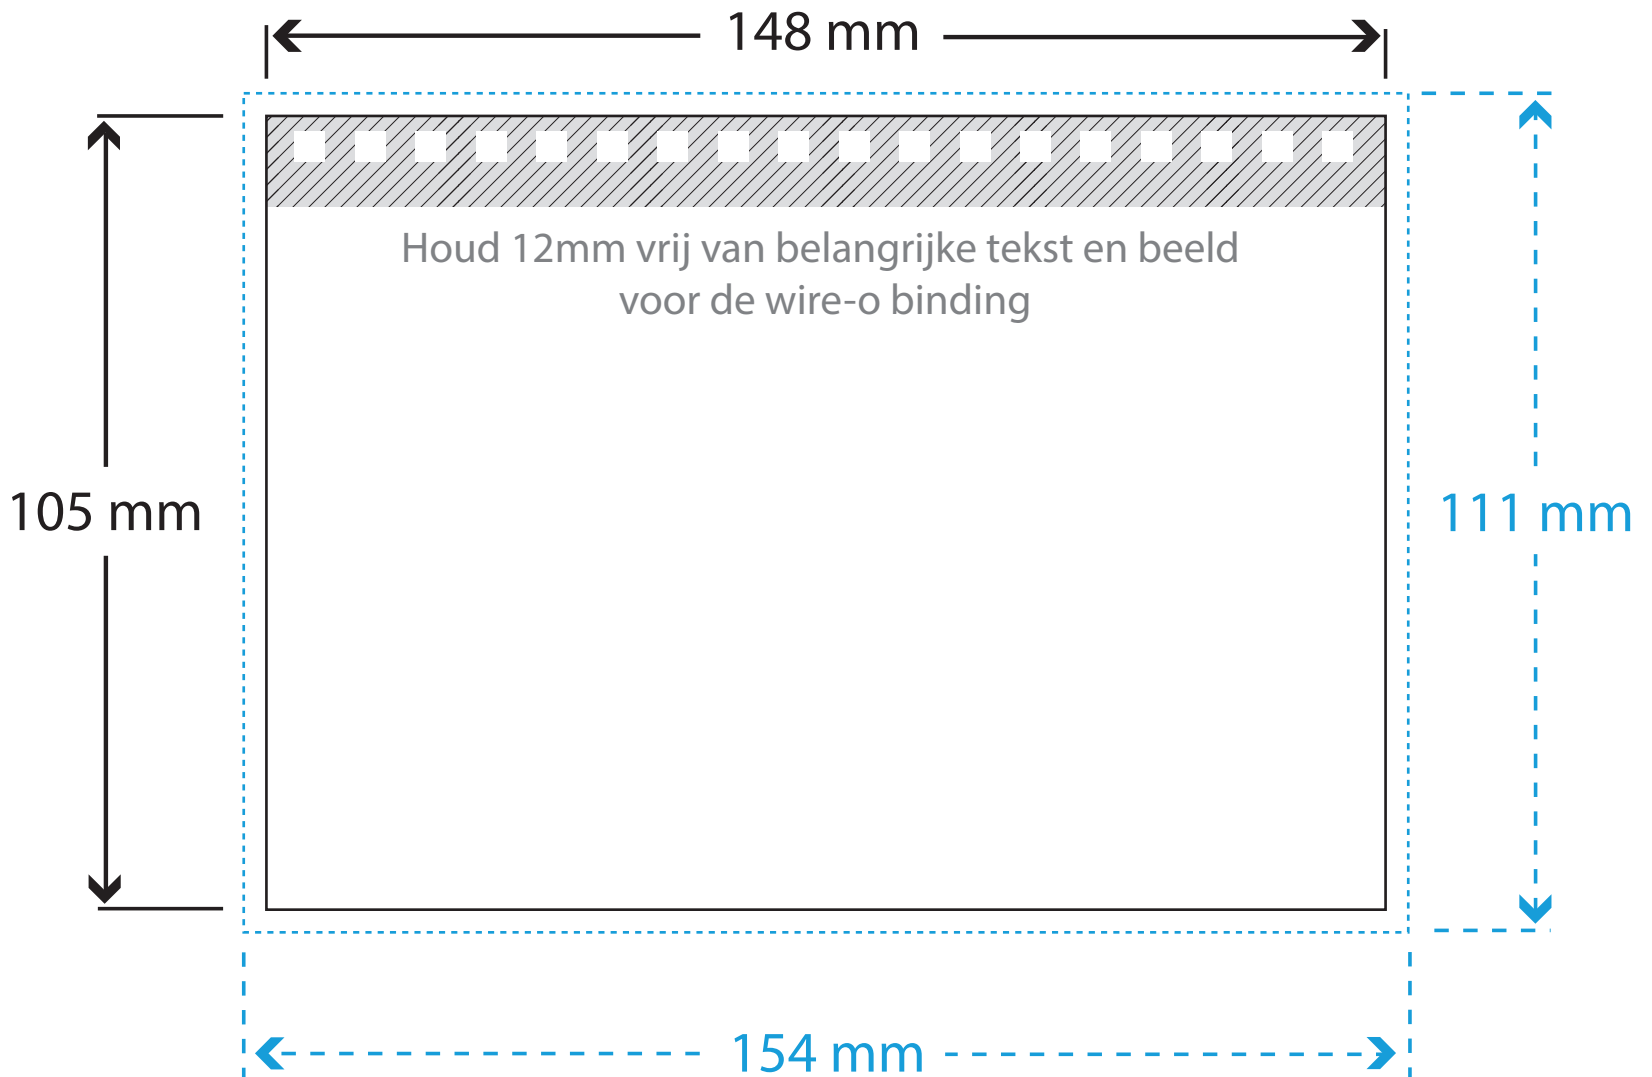 148 mm
Houd 12mm vrij van belangrijke tekst en beeld
voor de wire-o binding
105 mm
111 mm
154 mm